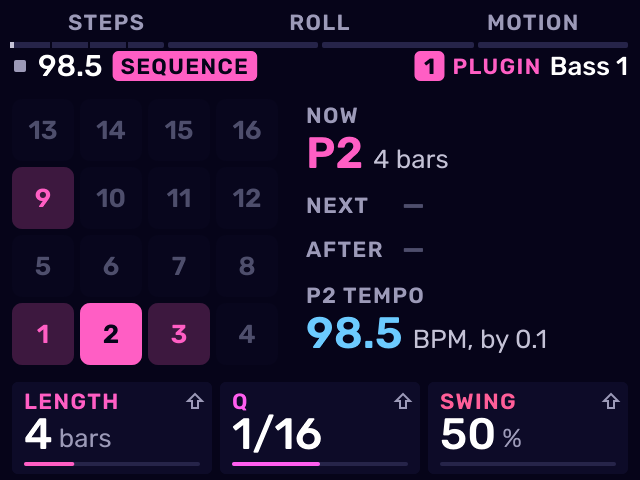 STEPS ROLL MOTION
98.5 SEQUENCE 1 PLUGIN Bass 1
13 14 15 16
9 10 11 12
5 6 7 8
1 2 3 4
NOW
P2 4 bars
NEXT —
AFTER —
P2 TEMPO
98.5 BPM, by 0.1
LENGTH
4 bars
Q
1/16
SWING
50 %